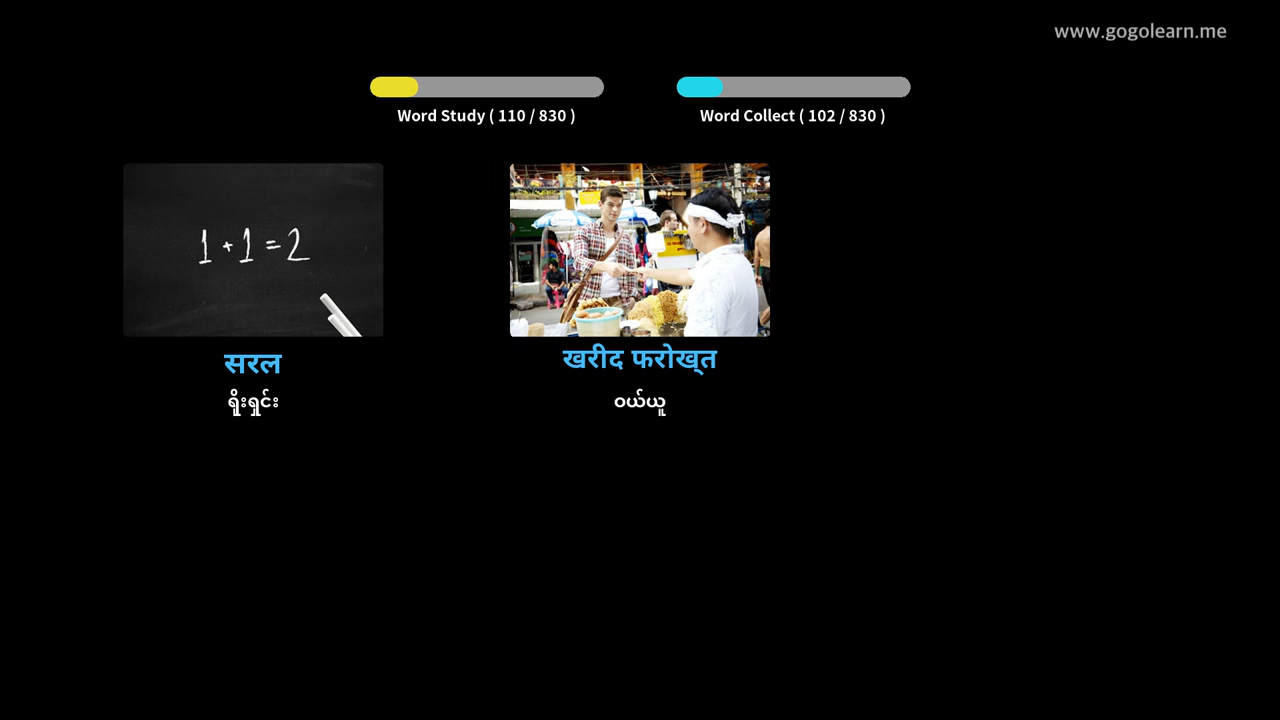 www.gogolearn.me
Word Study ( 110 / 830 )
Word Collect ( 102 / 830 )
1 + 1 = 2
सरल
ရိုးရှင်း
खरीद फरोख़्त
ဝယ်ယူ